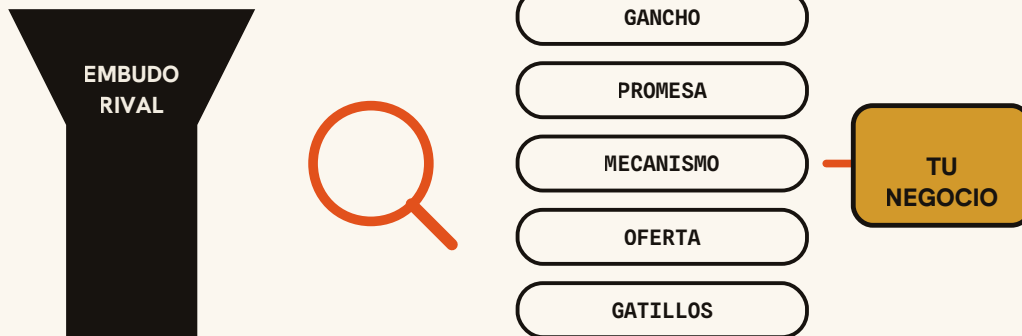 EMBUDO
RIVAL
GANCHO
PROMESA
MECANISMO
OFERTA
GATILLOS
TU
NEGOCIO